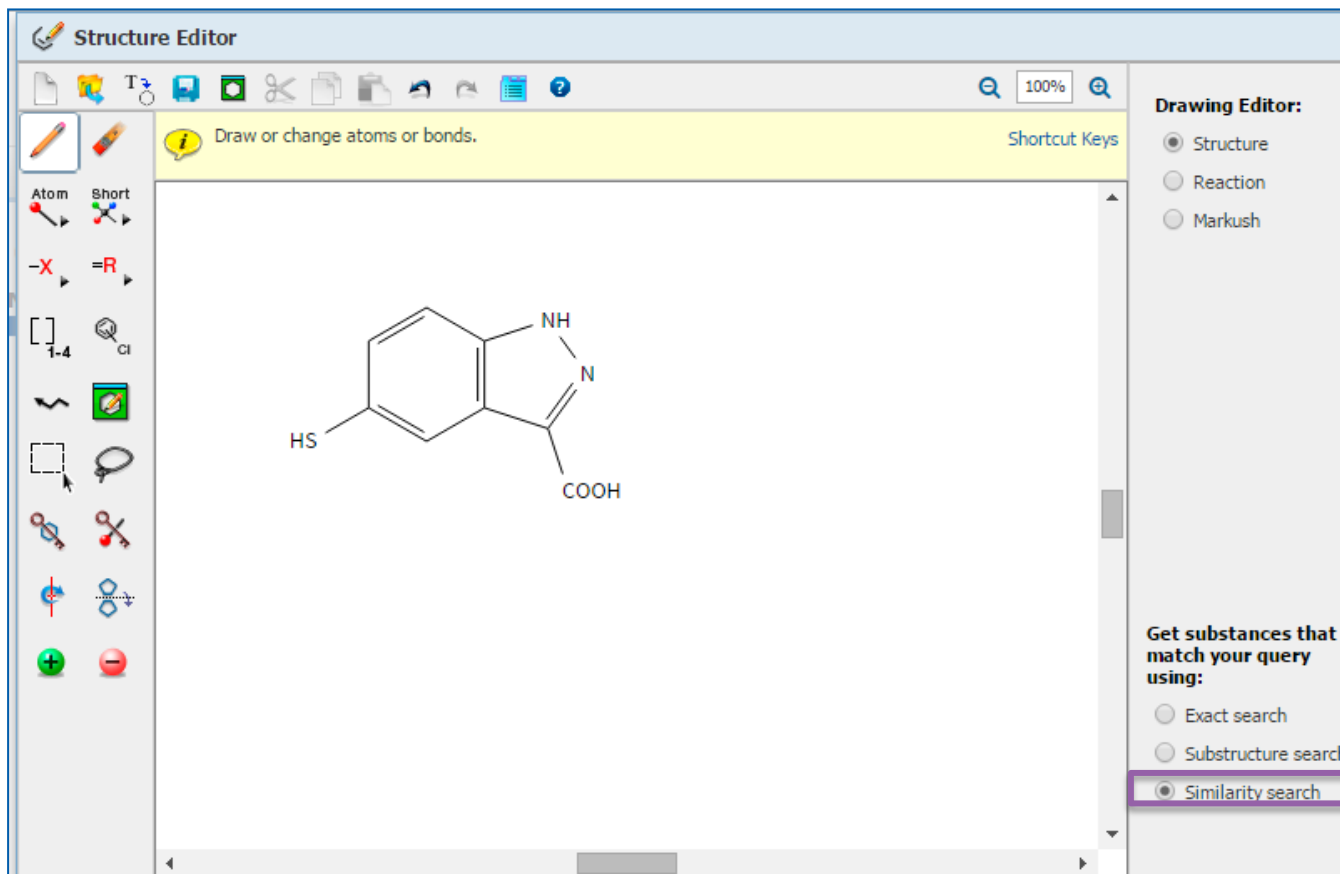 Structure Editor
T
100%
Draw or change atoms or bonds.
Shortcut Keys
Drawing Editor:
Structure
Reaction
Markush
Atom
Short
-X
=R
[ ] 1-4
Cl
NH
N
HS
COOH
Get substances that
match your query
using:
Exact search
Substructure search
Similarity search